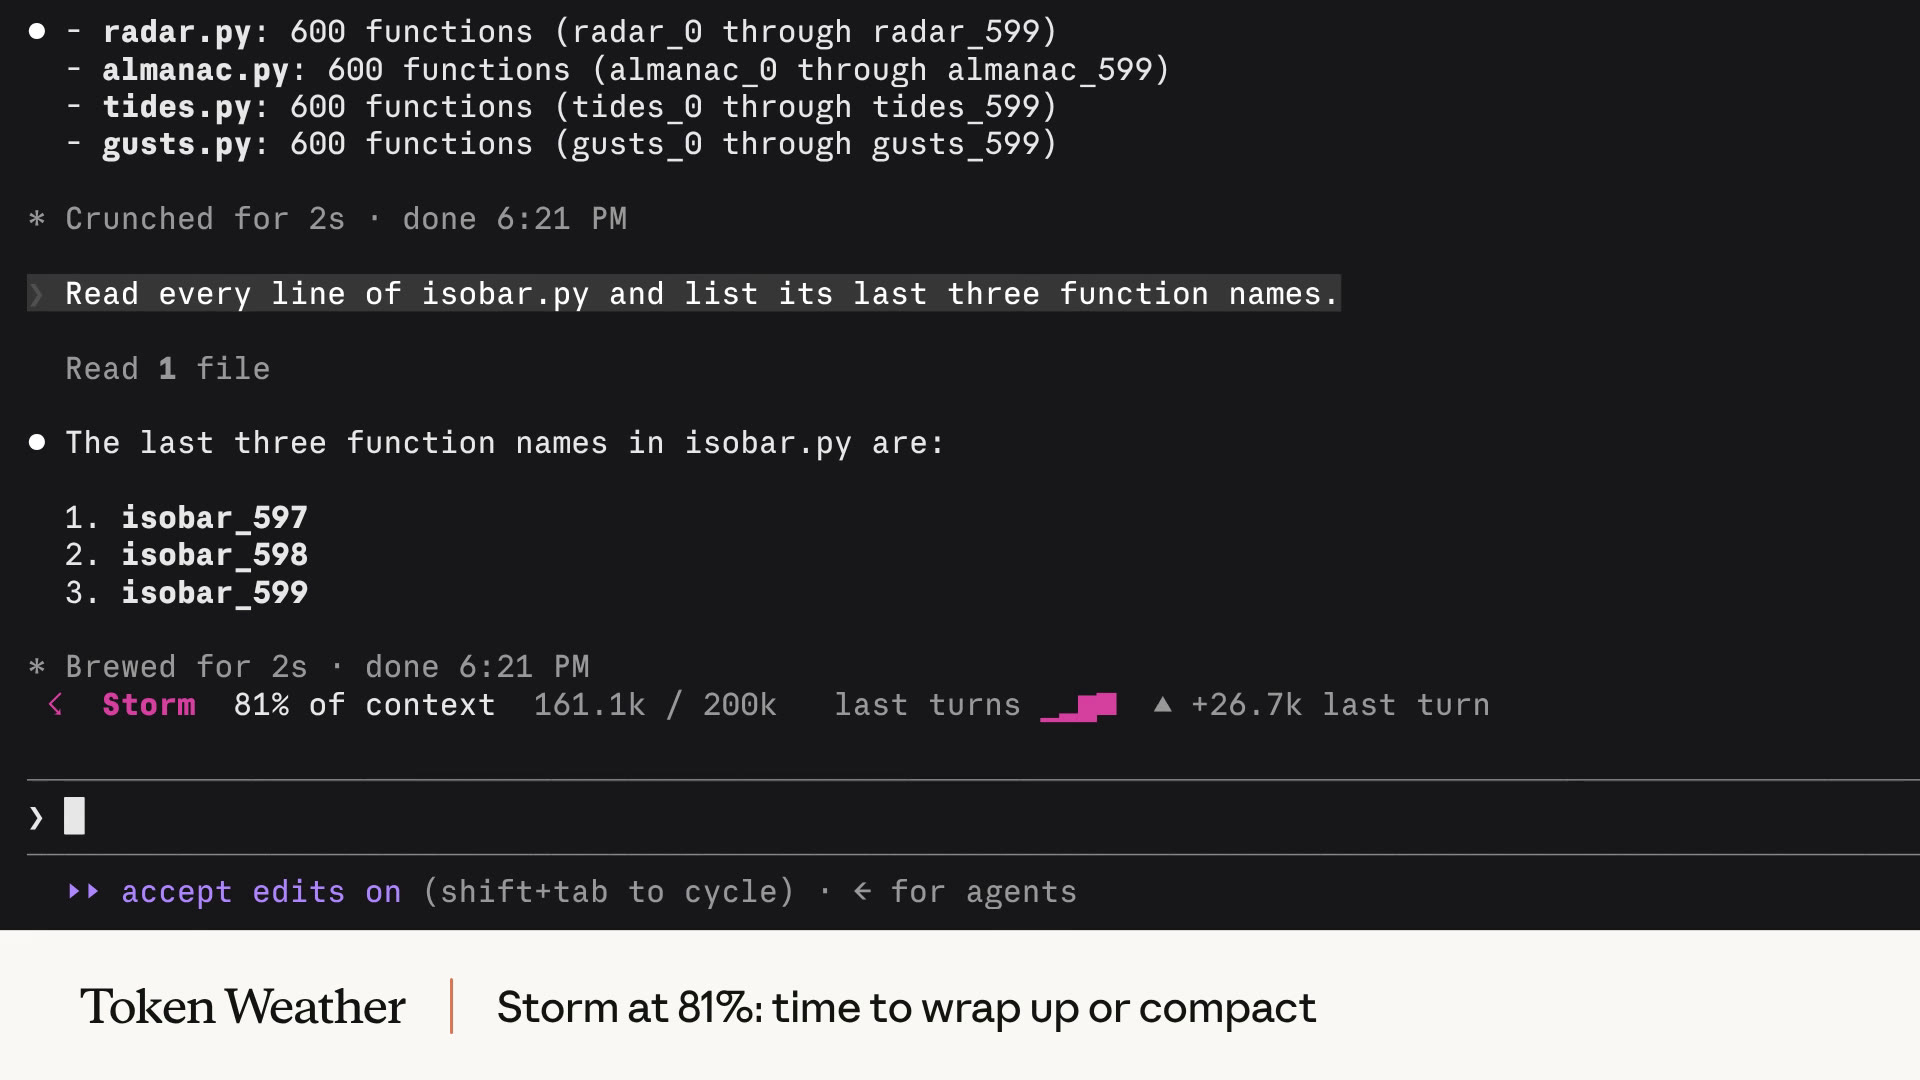 ● - radar.py: 600 functions (radar_0 through radar_599)
- almanac.py: 600 functions (almanac_0 through almanac_599)
- tides.py: 600 functions (tides_0 through tides_599)
- gusts.py: 600 functions (gusts_0 through gusts_599)
* Crunched for 2s · done 6:21 PM
❯ Read every line of isobar.py and list its last three function names.
Read 1 file
● The last three function names in isobar.py are:
1. isobar_597
2. isobar_598
3. isobar_599
* Brewed for 2s · done 6:21 PM
☇ Storm 81% of context 161.1k / 200k last turns ▁▂▆▇ ▲ +26.7k last turn
❯
⏵⏵ accept edits on (shift+tab to cycle) · ← for agents
Token Weather | Storm at 81%: time to wrap up or compact